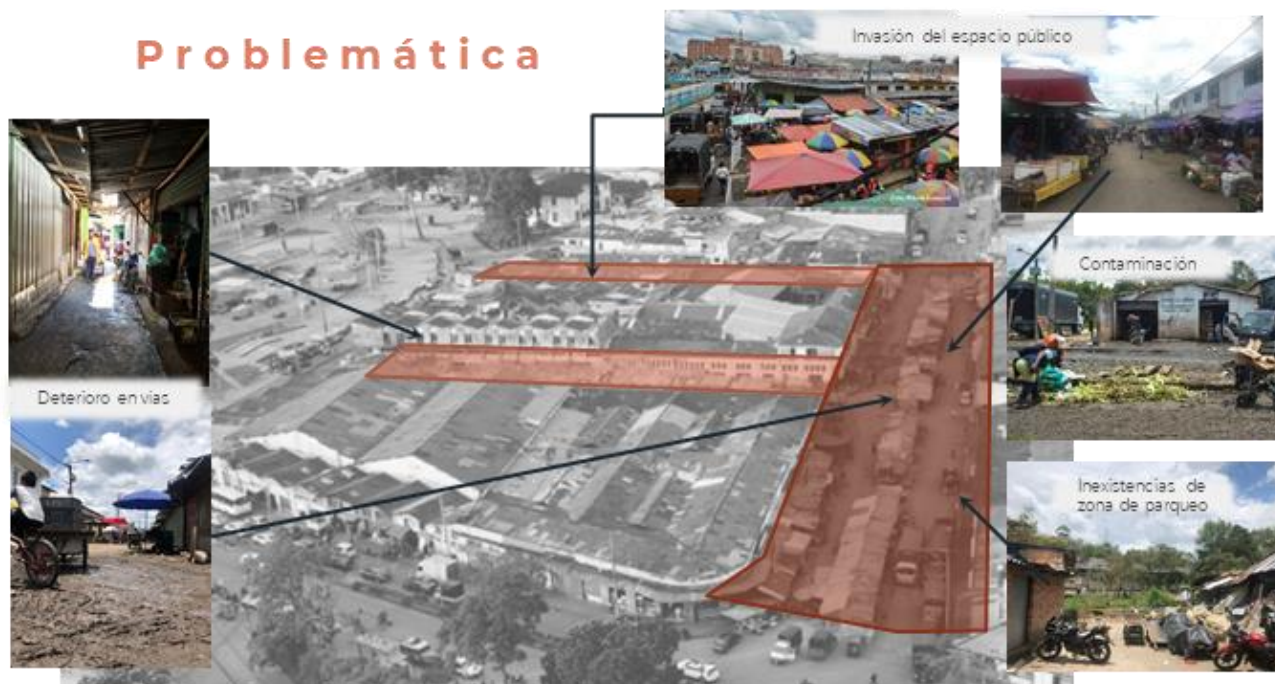 Problemática
Invasión del espacio público
Contaminación
Deterioro en vias
Inexistencias de
zona de parqueo